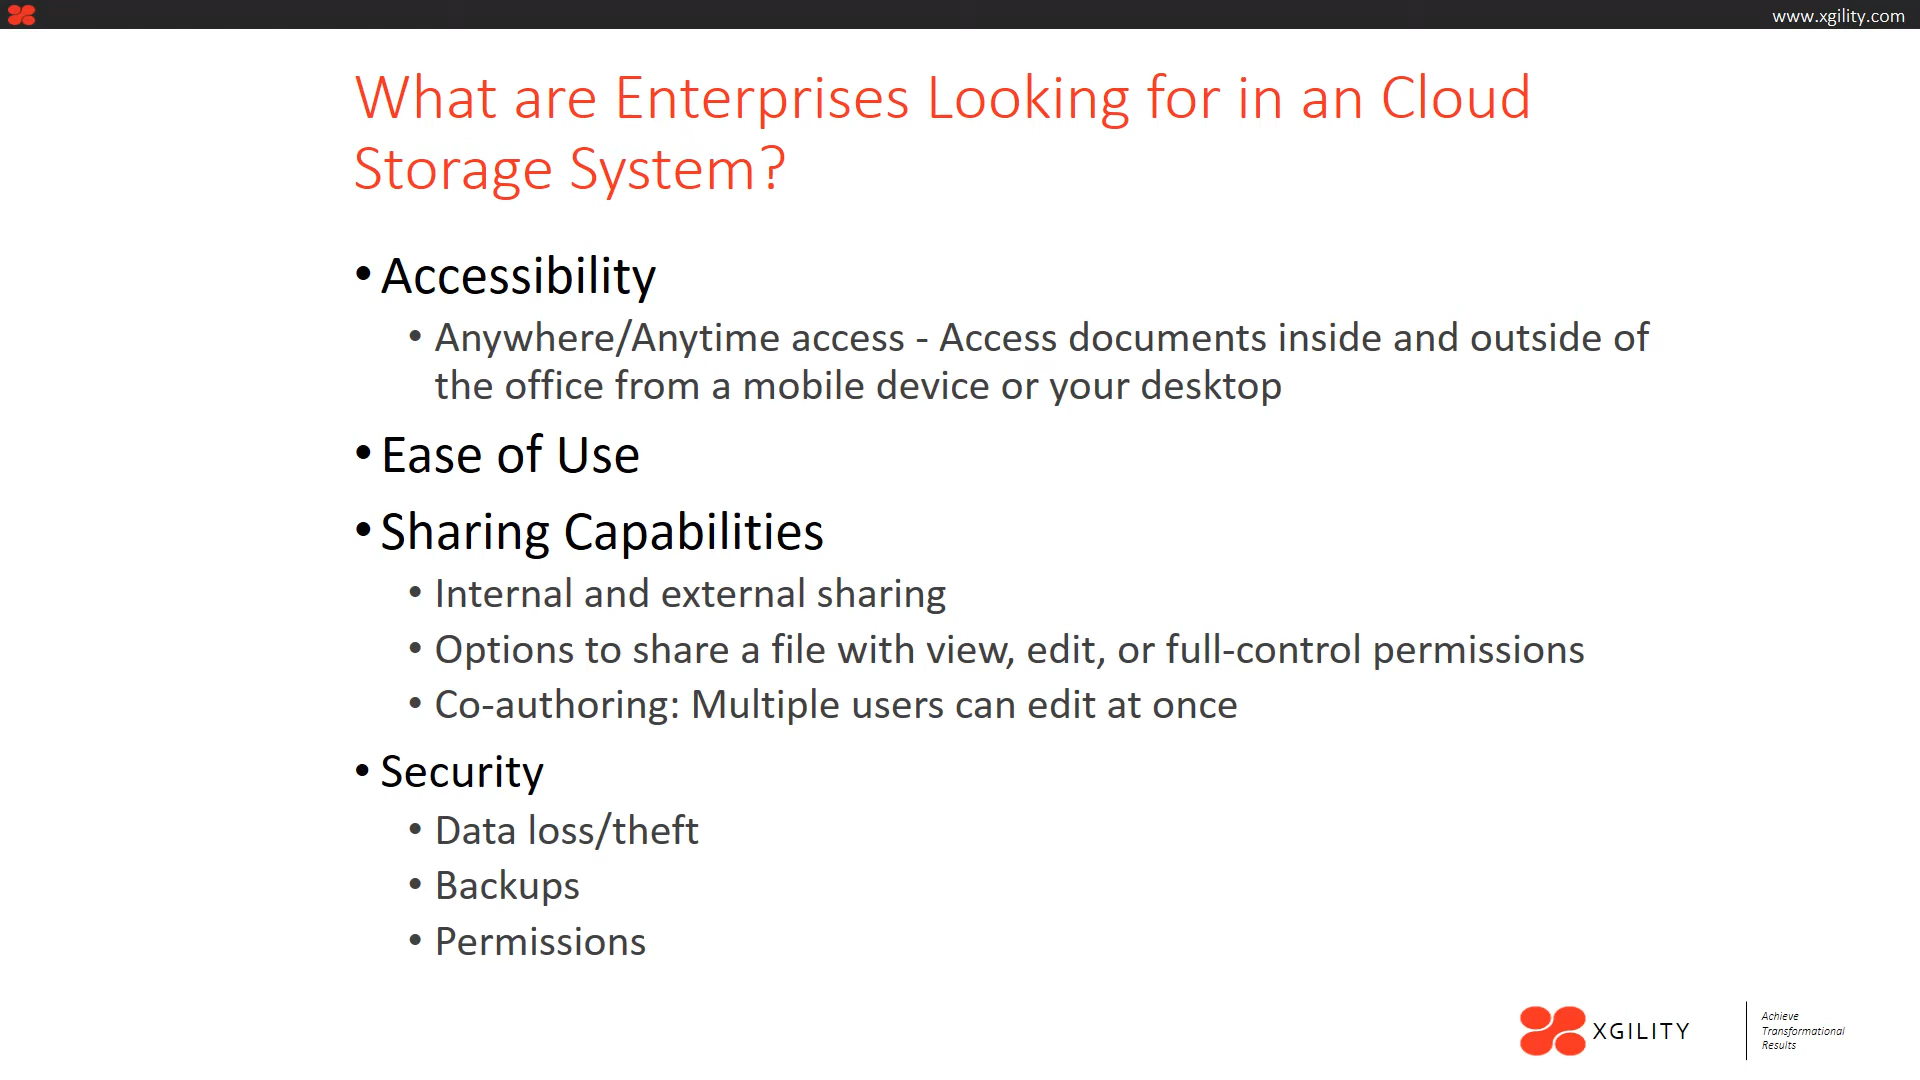 www.xgility.com
What are Enterprises Looking for in an Cloud
Storage System?
• Accessibility
• Anywhere/Anytime access - Access documents inside and outside of
the office from a mobile device or your desktop
• Ease of Use
• Sharing Capabilities
• Internal and external sharing
• Options to share a file with view, edit, or full-control permissions
• Co-authoring: Multiple users can edit at once
• Security
• Data loss/theft
• Backups
• Permissions
XGILITY
Achieve
Transformational
Results